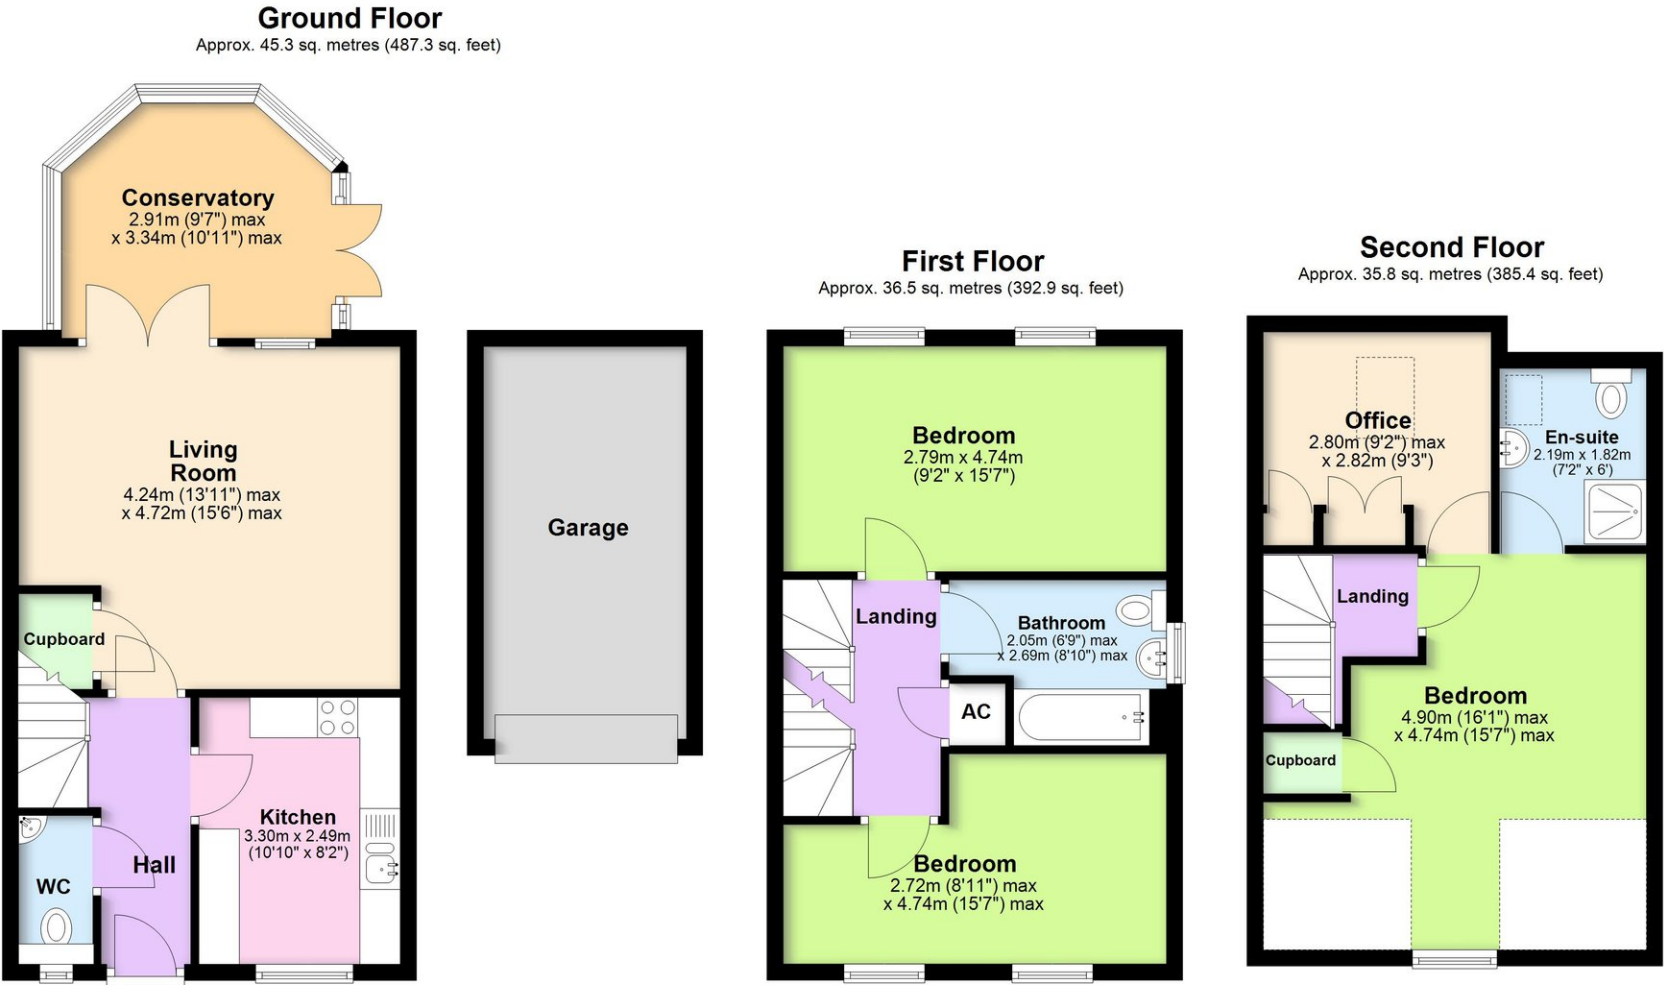 Ground Floor
Approx. 45.3 sq. metres (487.3 sq. feet)
Conservatory
2.91m (9'7") max
x 3.34m (10'11") max
Living
Room
4.24m (13'11") max
x 4.72m (15'6") max
Cupboard
Kitchen
3.30m x 2.49m
(10'10" x 8'2")
Hall
WC
Garage
First Floor
Approx. 36.5 sq. metres (392.9 sq. feet)
Bedroom
2.79m x 4.74m
(9'2" x 15'7")
Landing
Bathroom
2.05m (6'9") max
x 2.69m (8'10") max
AC
Bedroom
2.72m (8'11") max
x 4.74m (15'7") max
Second Floor
Approx. 35.8 sq. metres (385.4 sq. feet)
Office
2.80m (9'2") max
x 2.82m (9'3")
En-suite
2.19m x 1.82m
(7'2" x 6')
Landing
Bedroom
4.90m (16'1") max
x 4.74m (15'7") max
Cupboard